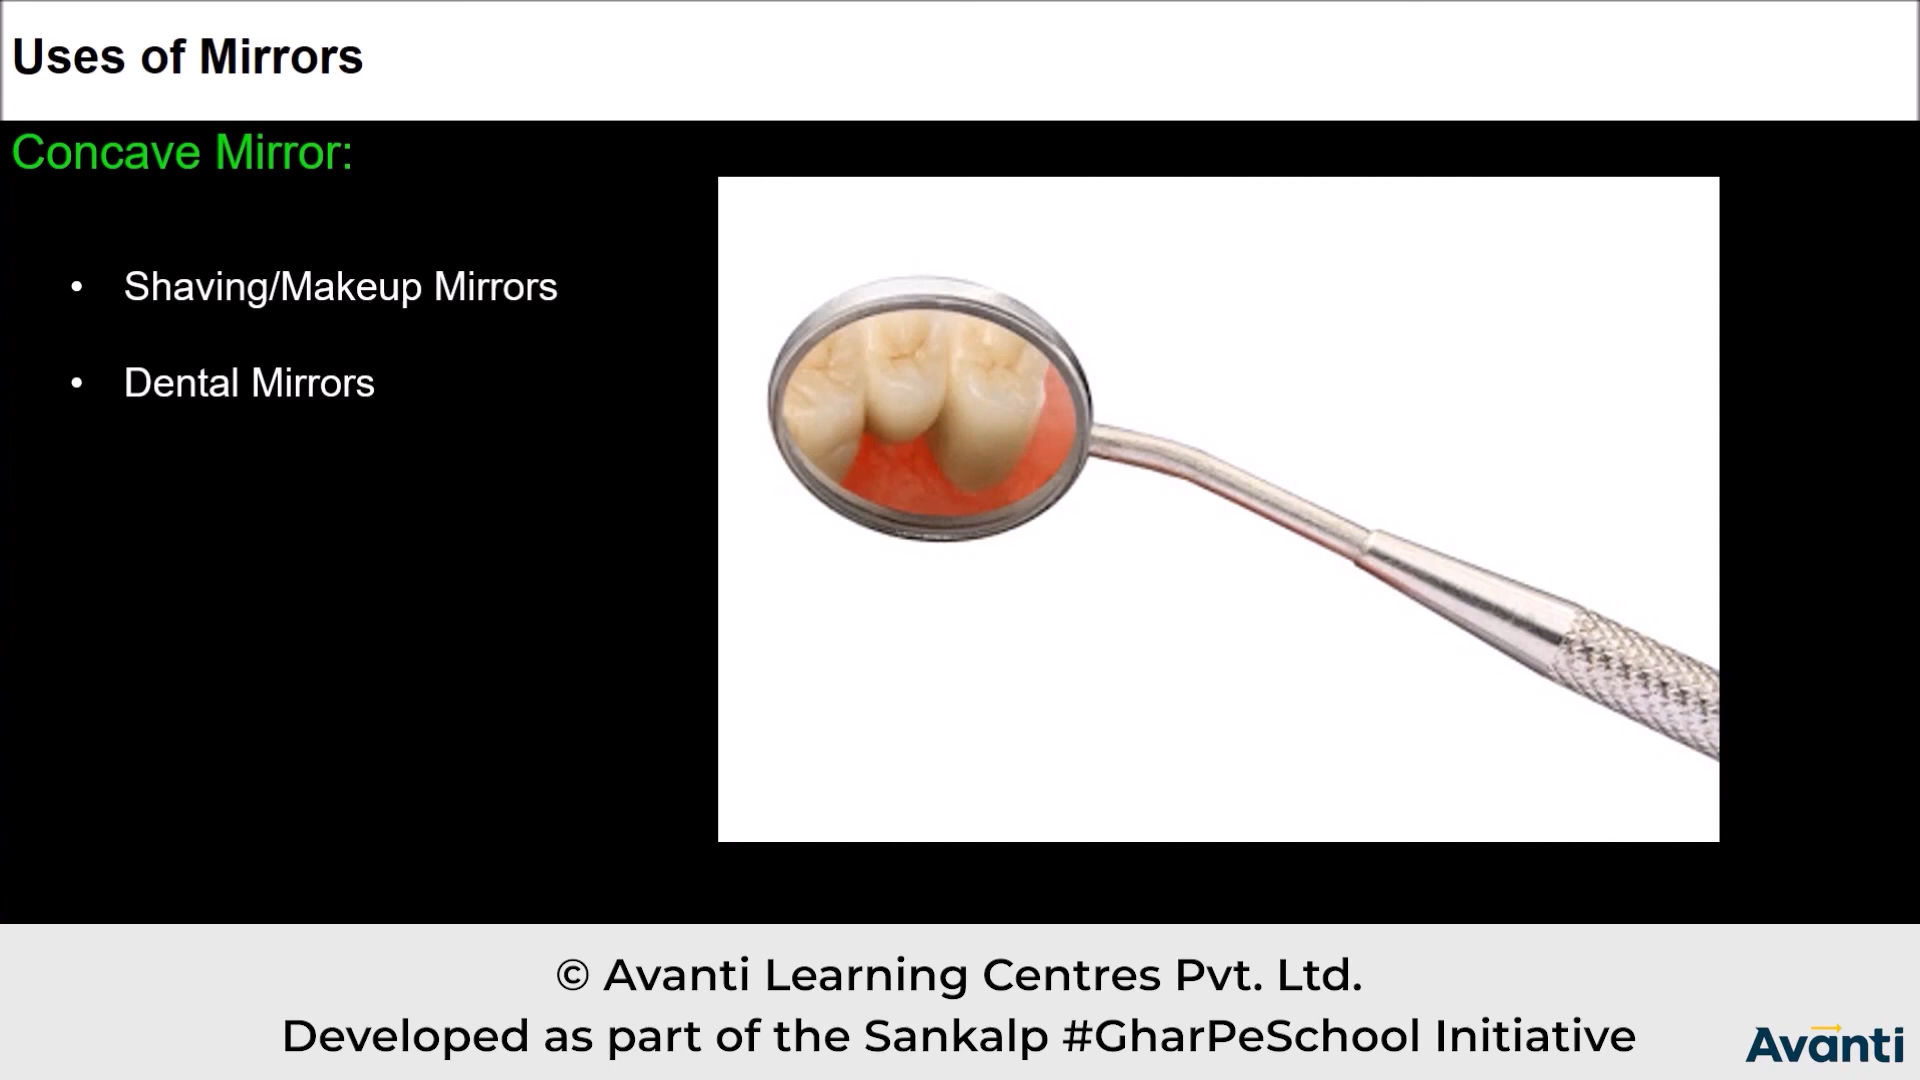 Uses of Mirrors
Concave Mirror:
• Shaving/Makeup Mirrors
• Dental Mirrors
© Avanti Learning Centres Pvt. Ltd.
Developed as part of the Sankalp #GharPeSchool Initiative
Avanti